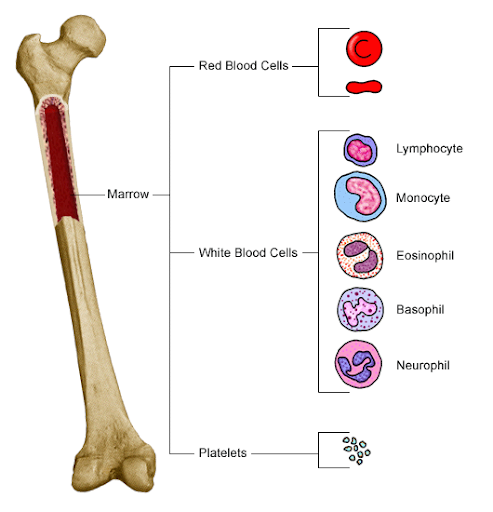 Red Blood Cells
Lymphocyte
Marrow
Monocyte
White Blood Cells
Eosinophil
Basophil
Neurophil
Platelets